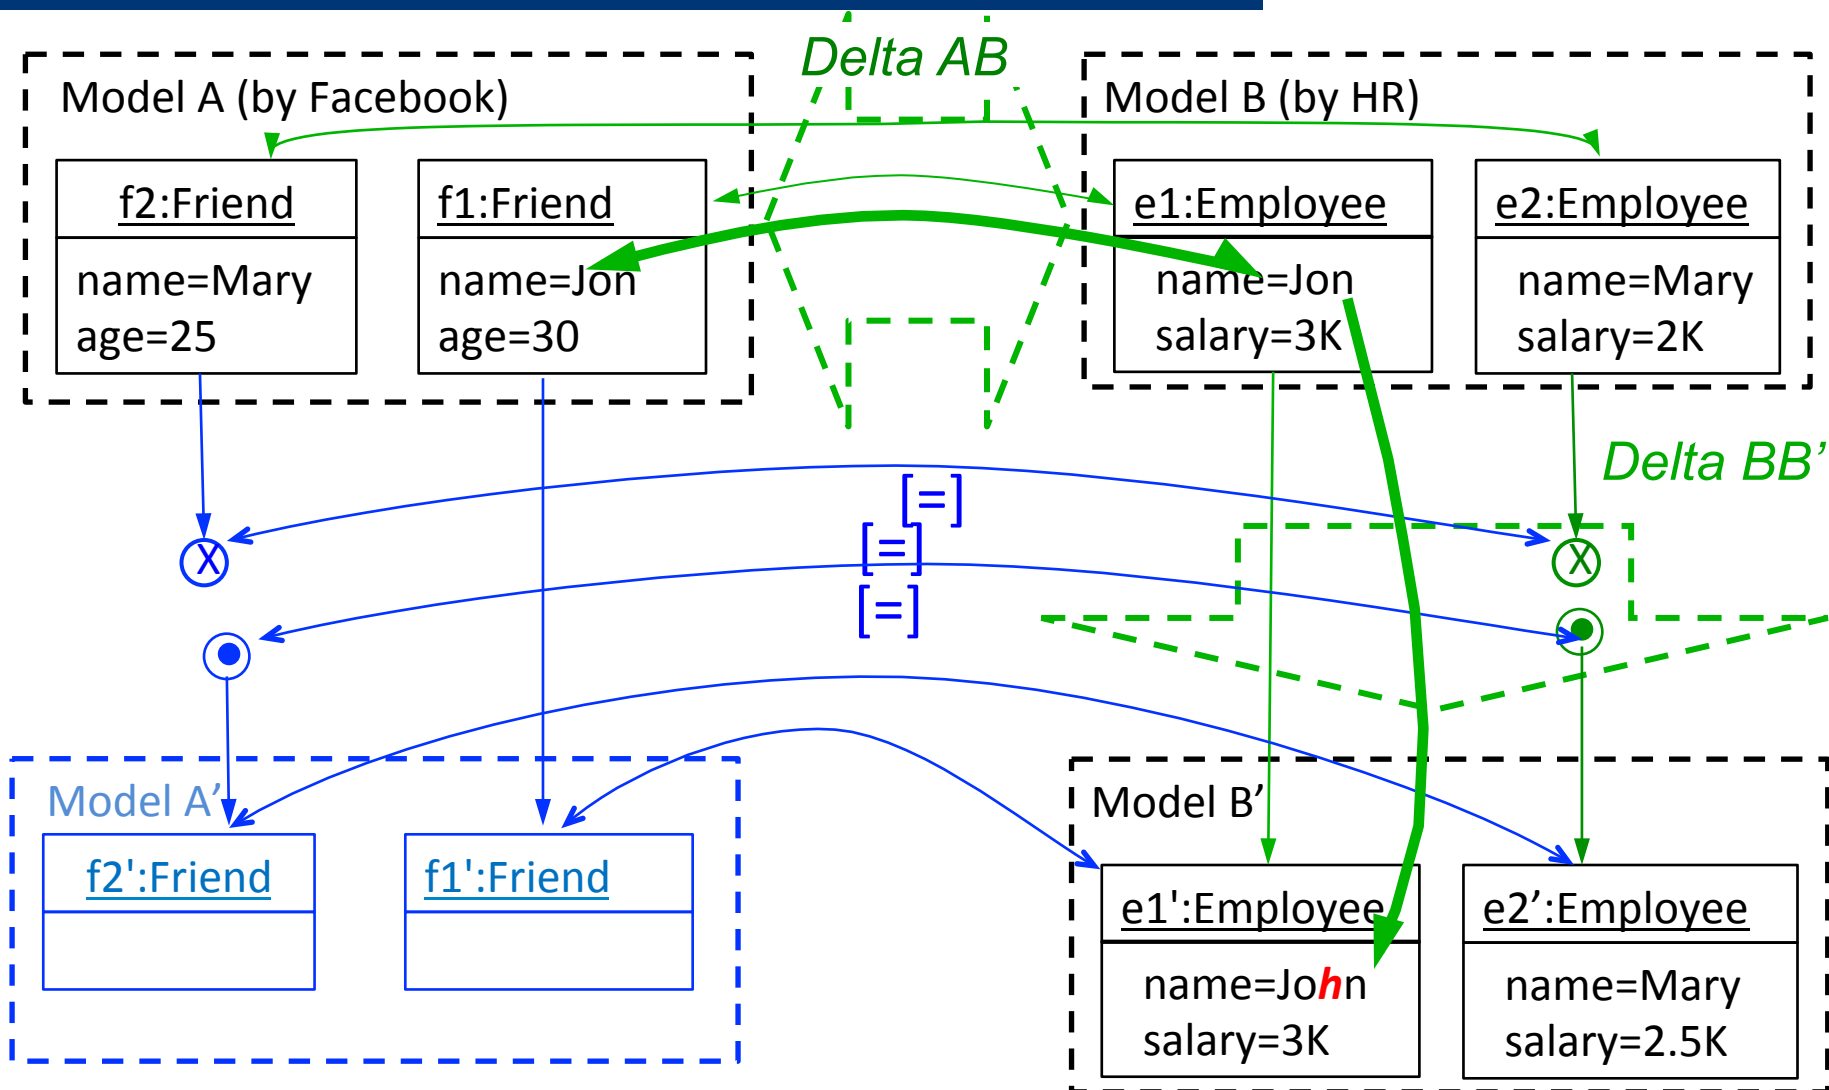 Delta AB
Model A (by Facebook)
Model B (by HR)
f2:Friend
name=Mary
age=25
f1:Friend
name=Jon
age=30
e1:Employee
name=Jon
salary=3K
e2:Employee
name=Mary
salary=2K
Delta BB’
[=]
[=]
[=]
X
X
Model A’
f2':Friend
f1':Friend
Model B’
e1':Employee
name=John
salary=3K
e2’:Employee
name=Mary
salary=2.5K